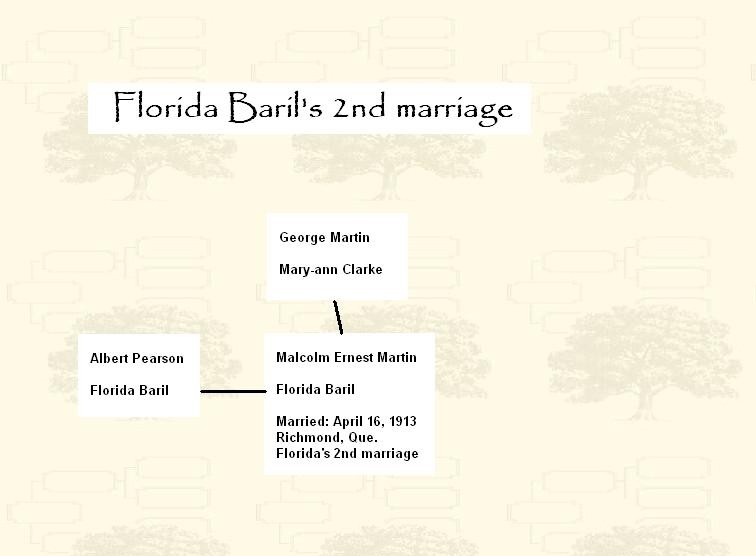 Florida Baril's 2nd marriage
George Martin
Mary-ann Clarke
Albert Pearson
Florida Baril
Malcolm Ernest Martin
Florida Baril
Married: April 16, 1913
Richmond, Que.
Florida's 2nd marriage